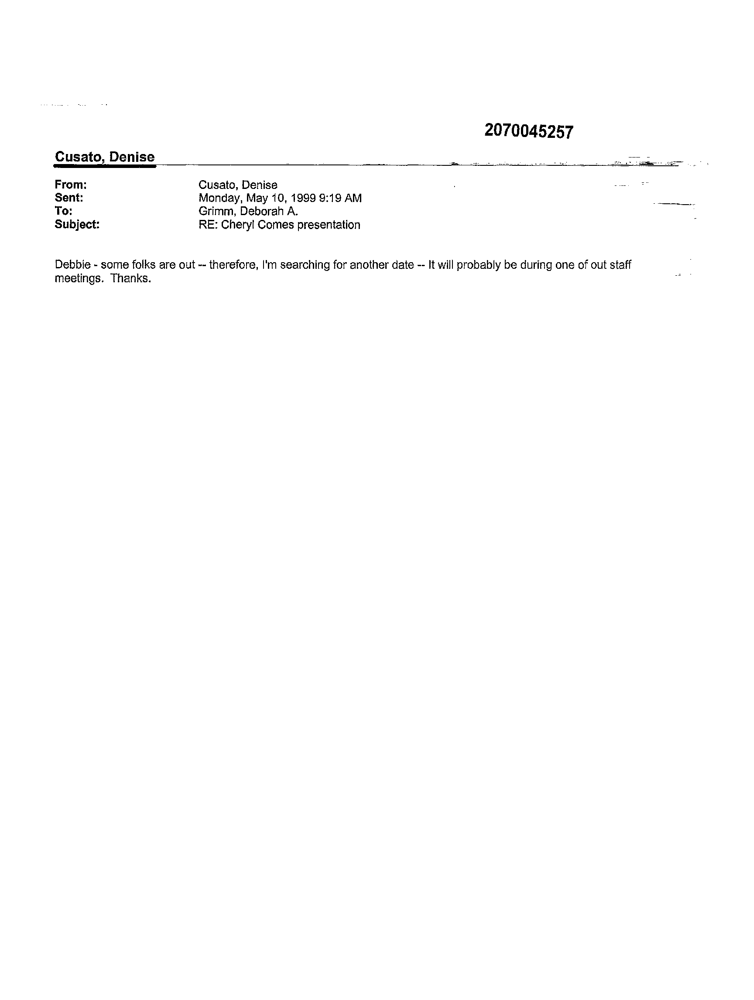 2070045257
Cusato, Denise
From: Cusato, Denise
Sent: Monday, May 10, 1999 9:19 AM
To: Grimm, Deborah A.
Subject: RE: Cheryl Comes presentation
Debbie - some folks are out -- therefore, I'm searching for another date -- It will probably be during one of out staff
meetings. Thanks.